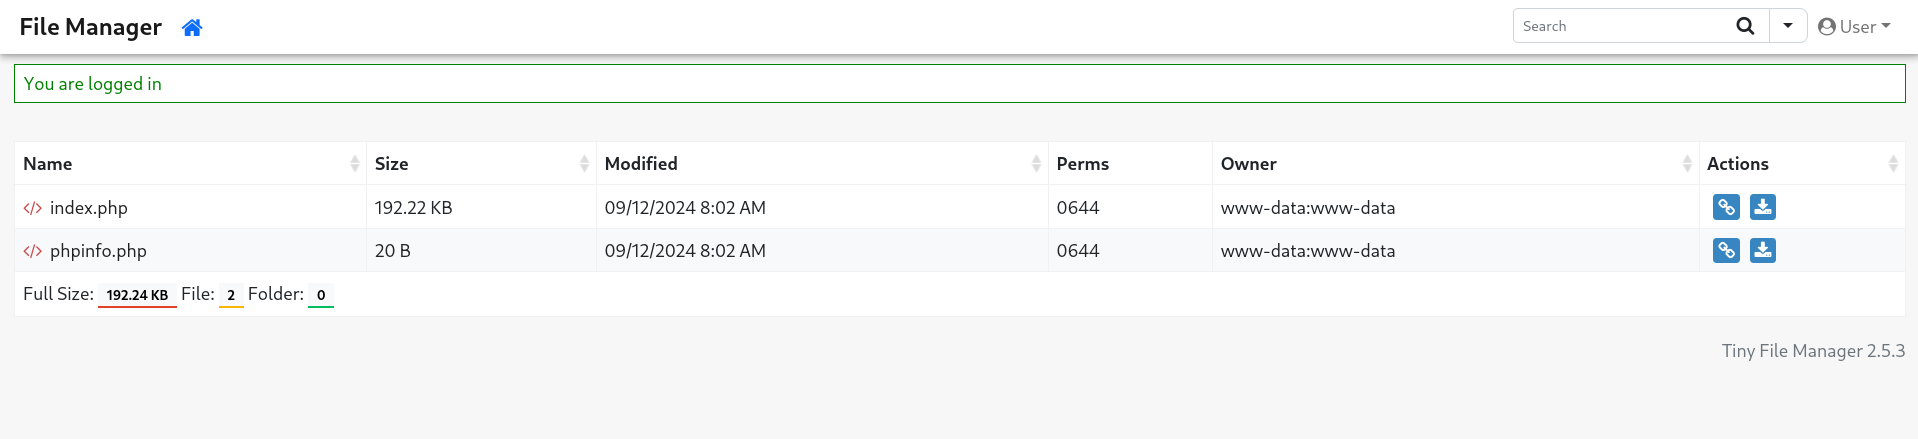 File Manager Search User
You are logged in
Name Size Modified Perms Owner Actions
index.php 192.22 KB 09/12/2024 8:02 AM 0644 www-data:www-data
phpinfo.php 20 B 09/12/2024 8:02 AM 0644 www-data:www-data
Full Size: 192.24 KB File: 2 Folder: 0
Tiny File Manager 2.5.3